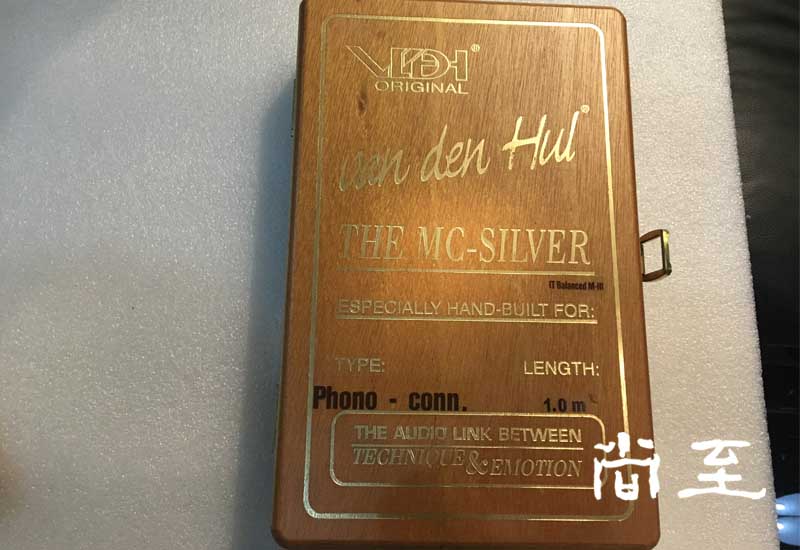 VDH®
ORIGINAL
van den Hul®
THE MC-SILVER
IT Balanced M-III
ESPECIALLY HAND-BUILT FOR:
TYPE: LENGTH:
Phono - conn. 1.0 m
THE AUDIO LINK BETWEEN
TECHNIQUE & EMOTION
尚至